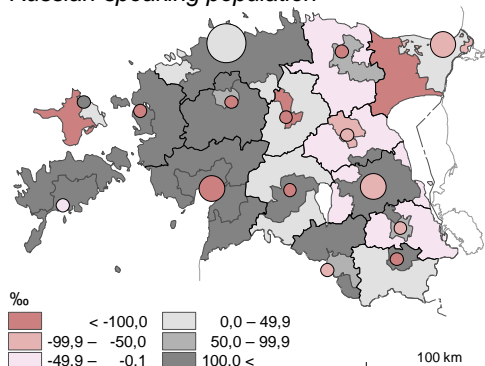 Russian-speaking population
‰
< -100,0 0,0 – 49,9
-99,9 – -50,0 50,0 – 99,9
-49,9 – -0,1 100,0 <
100 km